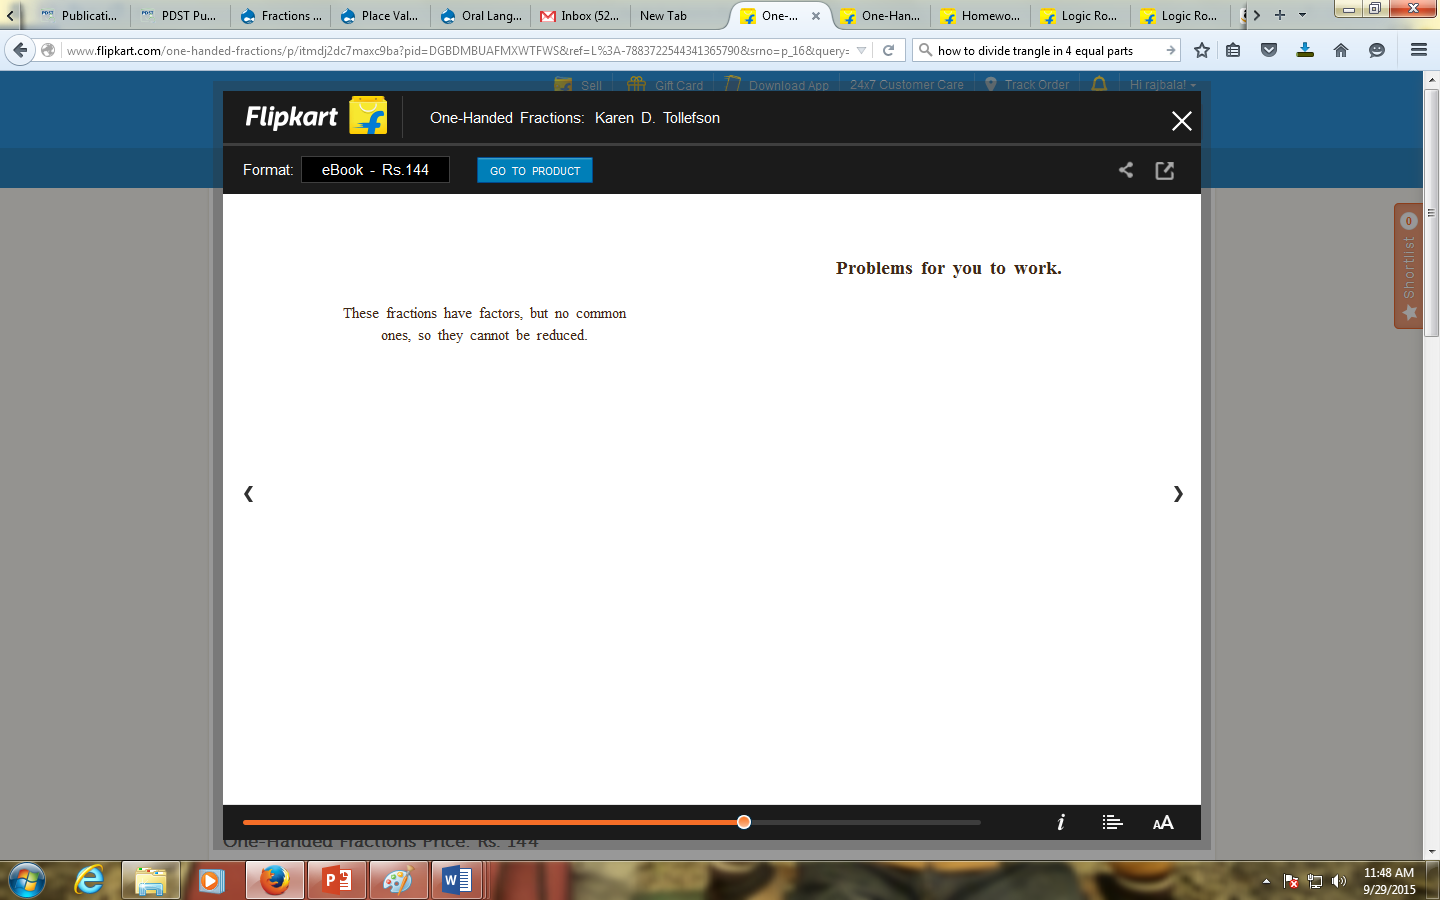 Publicati...
PDST Pu...
Fractions ...
Place Val...
Oral Lang...
Inbox (52...
New Tab
One-...
One-Han...
Homewo...
Logic Ro...
Logic Ro...
www.flipkart.com/one-handed-fractions/p/itmdj2dc7maxc9ba?pid=DGBDMBUAFMXWTFWS&ref=L%3A-7883722544341365790&srno=p_16&query=
how to divide trangle in 4 equal parts
Sell
Gift Card
Download App
24x7 Customer Care
Track Order
Hi rajbala!
Flipkart
One-Handed Fractions: Karen D. Tollefson
Format:
eBook - Rs.144
GO TO PRODUCT
0
Shortlist
Problems for you to work.
These fractions have factors, but no common
ones, so they cannot be reduced.
i
AA
One-Handed Fractions Price: Rs. 144
11:48 AM
9/29/2015